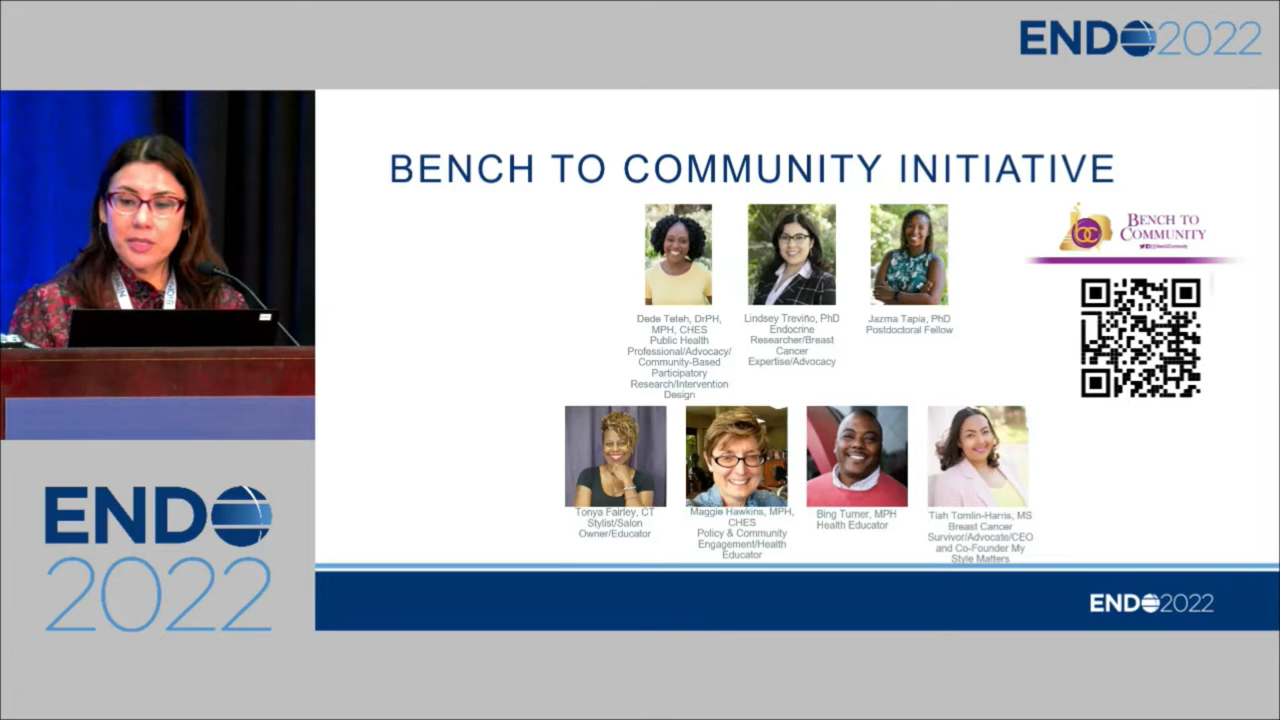 ENDO2022
BENCH TO COMMUNITY INITIATIVE
BENCH TO
COMMUNITY
Dede Teteh, DrPH,
MPH, CHES
Public Health
Professional/Advocacy/
Community-Based
Participatory
Research/Intervention
Design
Lindsey Treviño, PhD
Endocrine
Researcher/Breast
Cancer
Expertise/Advocacy
Jazma Tapia, PhD
Postdoctoral Fellow
Tonya Fairley, CT
Stylist/Salon
Owner/Educator
Maggie Hawkins, MPH,
CHES
Policy & Community
Engagement/Health
Educator
Bing Turner, MPH
Health Educator
Tiah Tomlin-Harris, MS
Breast Cancer
Survivor/Advocate/CEO
and Co-Founder My
Style Matters
ENDO
2022
ENDO2022